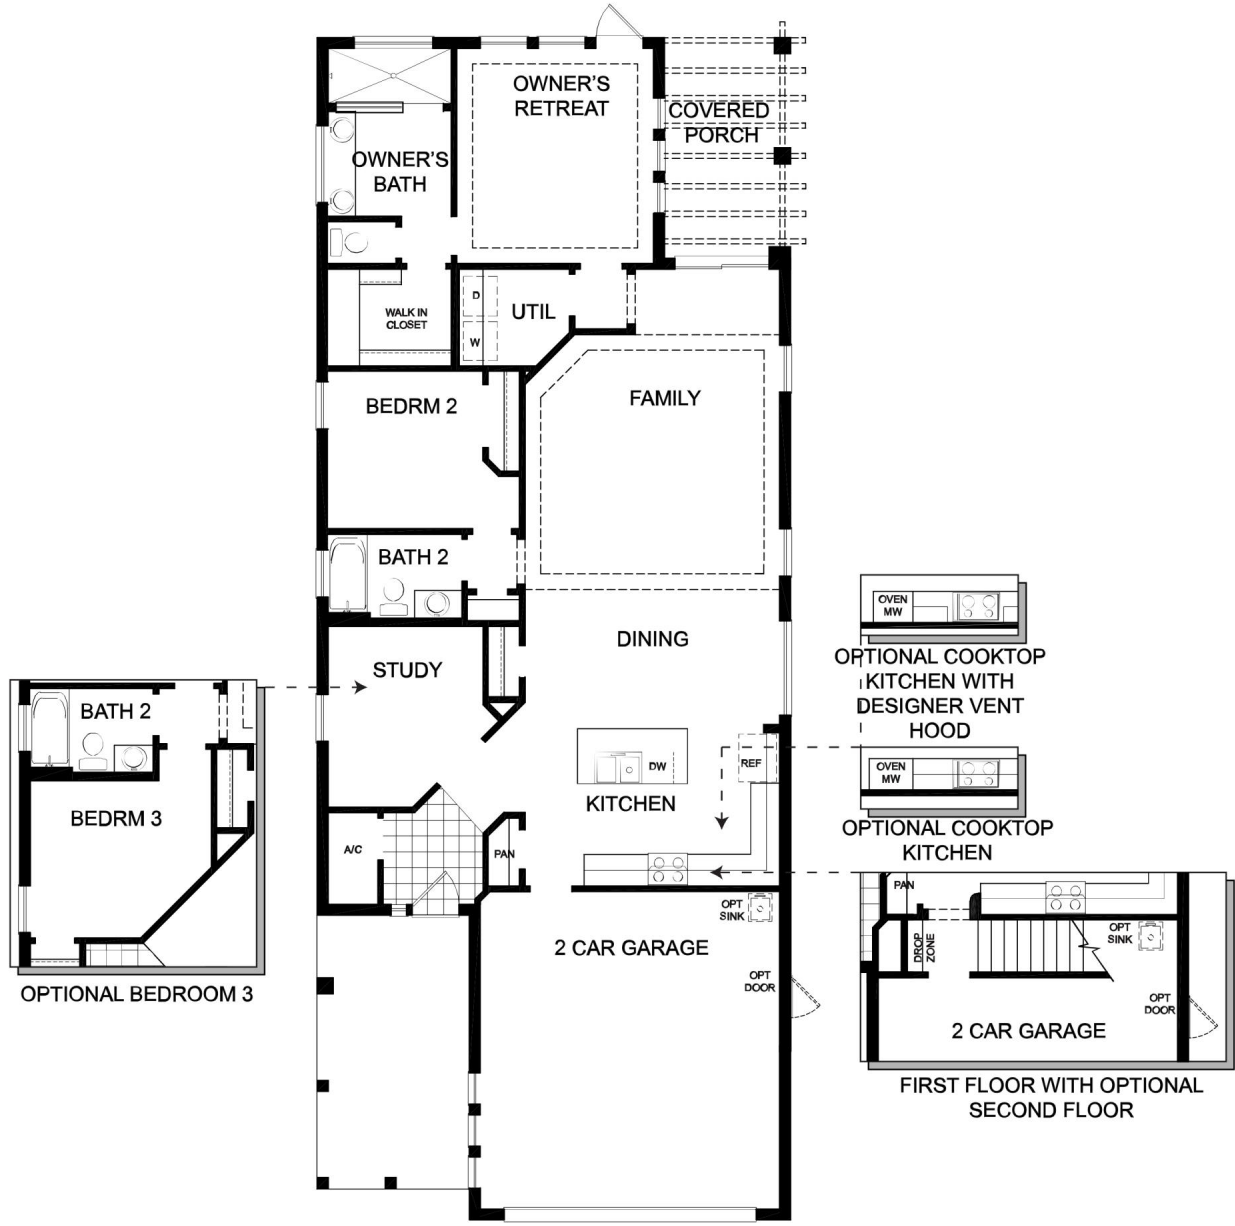 OWNER'S
RETREAT
COVERED
PORCH
OWNER'S
BATH
WALK IN
CLOSET
D
W
UTIL
BEDRM 2
FAMILY
BATH 2
STUDY
DINING
DW
REF
KITCHEN
A/C
PAN
OPT
SINK
2 CAR GARAGE
OPT
DOOR
BATH 2
BEDRM 3
OPTIONAL BEDROOM 3
OVEN
MW
OPTIONAL COOKTOP
KITCHEN WITH
DESIGNER VENT
HOOD
OVEN
MW
OPTIONAL COOKTOP
KITCHEN
PAN
DROP
ZONE
OPT
SINK
OPT
DOOR
2 CAR GARAGE
FIRST FLOOR WITH OPTIONAL
SECOND FLOOR